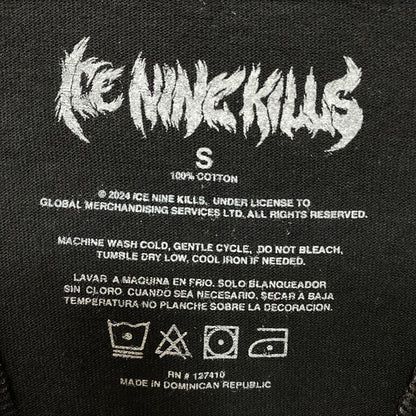 ICE NINE KILLS
S
100% COTTON
© 2024 ICE NINE KILLS, UNDER LICENSE TO
GLOBAL MERCHANDISING SERVICES LTD. ALL RIGHTS RESERVED.
MACHINE WASH COLD, GENTLE CYCLE, DO NOT BLEACH,
TUMBLE DRY LOW, COOL IRON IF NEEDED.
LAVAR A MAQUINA EN FRIO. SOLO BLANQUEADOR
SIN CLORO CUANDO SEA NECESARIO, SECAR A BAJA
TEMPERATURA NO PLANCHE SOBRE LA DECORACION.
RN # 127410
MADE IN DOMINICAN REPUBLIC